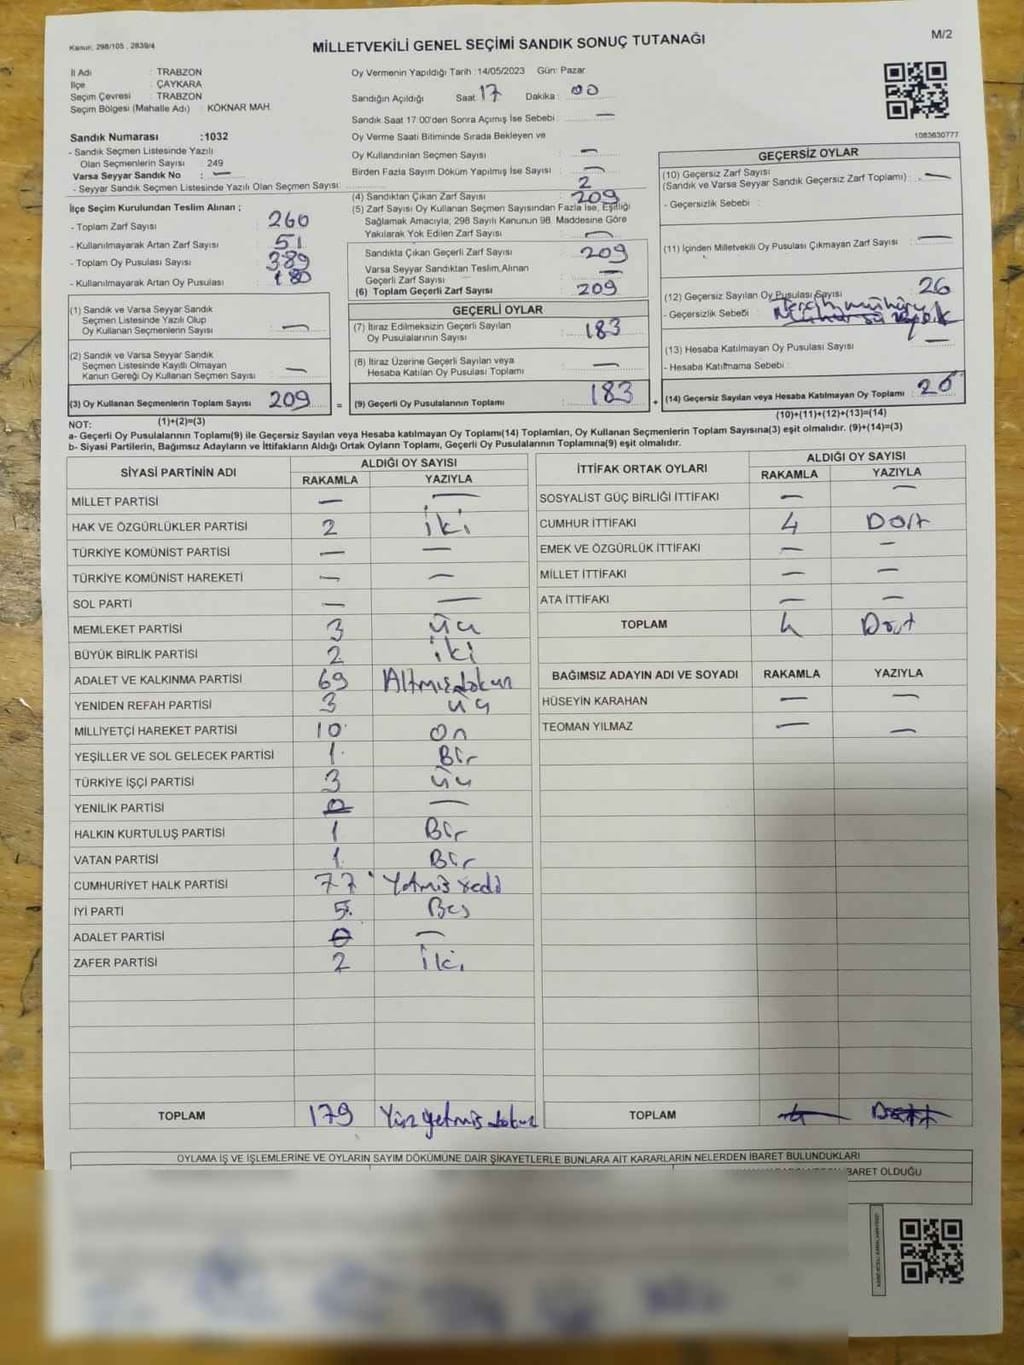 Kanun; 298/105 , 2839/4
MİLLETVEKİLİ GENEL SEÇİMİ SANDIK SONUÇ TUTANAĞI
M/2
İl Adı : TRABZON
İlçe : ÇAYKARA
Seçim Çevresi : TRABZON
Seçim Bölgesi (Mahalle Adı) : KÖKNAR MAH
Sandık Numarası :1032
- Sandık Seçmen Listesinde Yazılı
Olan Seçmenlerin Sayısı : 249
Varsa Seyyar Sandık No : —
- Seyyar Sandık Seçmen Listesinde Yazılı Olan Seçmen Sayısı:
İlçe Seçim Kurulundan Teslim Alınan ;
- Toplam Zarf Sayısı : 260
- Kullanılmayarak Artan Zarf Sayısı : 51
- Toplam Oy Pusulası Sayısı : 389
- Kullanılmayarak Artan Oy Pusulası : 180
(1) Sandık ve Varsa Seyyar Sandık
Seçmen Listesinde Yazılı Olup
Oy Kullanan Seçmenlerin Sayısı : —
(2) Sandık ve Varsa Seyyar Sandık
Seçmen Listesinde Kayıtlı Olmayan
Kanun Gereği Oy Kullanan Seçmen Sayısı : —
(3) Oy Kullanan Seçmenlerin Toplam Sayısı : 209 =
(1)+(2)=(3)
Oy Vermenin Yapıldığı Tarih :14/05/2023 Gün: Pazar
Sandığın Açıldığı Saat: 17 Dakika : 00
Sandık Saat 17:00'den Sonra Açımış İse Sebebi : —
Oy Verme Saati Bitiminde Sırada Bekleyen ve
Oy Kullandırılan Seçmen Sayısı : —
Birden Fazla Sayım Döküm Yapılmış İse Sayısı : —
2
(4) Sandıktan Çıkan Zarf Sayısı : 209
(5) Zarf Sayısı Oy Kullanan Seçmen Sayısından Fazla İse, Eşitliği
Sağlamak Amacıyla, 298 Sayılı Kanunun 98. Maddesine Göre
Yakılarak Yok Edilen Zarf Sayısı : —
Sandıkta Çıkan Geçerli Zarf Sayısı : 209
Varsa Seyyar Sandıktan Teslim Alınan
Geçerli Zarf Sayısı : —
(6) Toplam Geçerli Zarf Sayısı : 209
GEÇERLİ OYLAR
(7) İtiraz Edilmeksizin Geçerli Sayılan
Oy Pusulalarının Sayısı : 183
(8) İtiraz Üzerine Geçerli Sayılan veya
Hesaba Katılan Oy Pusulası Toplamı : —
(9) Geçerli Oy Pusulalarının Toplamı : 183 +
1083630777
GEÇERSİZ OYLAR
(10) Geçersiz Zarf Sayısı
(Sandık ve Varsa Seyyar Sandık Geçersiz Zarf Toplamı) : —
- Geçersizlik Sebebi :
(11) İçinden Milletvekili Oy Pusulası Çıkmayan Zarf Sayısı : —
(12) Geçersiz Sayılan Oy Pusulası Sayısı : 26
- Geçersizlik Sebebi : Tercih mühürü
(13) Hesaba Katılmayan Oy Pusulası Sayısı : —
- Hesaba Katılmama Sebebi :
(14) Geçersiz Sayılan veya Hesaba Katılmayan Oy Toplamı : 26
(10)+(11)+(12)+(13)=(14)
NOT:
a- Geçerli Oy Pusulalarının Toplamı(9) ile Geçersiz Sayılan veya Hesaba katılmayan Oy Toplamı(14) Toplamları, Oy Kullanan Seçmenlerin Toplam Sayısına(3) eşit olmalıdır. (9)+(14)=(3)
b- Siyasi Partilerin, Bağımsız Adayların ve İttifakların Aldığı Ortak Oyların Toplamı, Geçerli Oy Pusulalarının Toplamına(9) eşit olmalıdır.
SİYASİ PARTİNİN ADI
ALDIĞI OY SAYISI
RAKAMLA YAZIYLA
MİLLET PARTİSİ — —
HAK VE ÖZGÜRLÜKLER PARTİSİ 2 iki
TÜRKİYE KOMÜNİST PARTİSİ — —
TÜRKİYE KOMÜNİST HAREKETİ — —
SOL PARTİ — —
MEMLEKET PARTİSİ 3 üç
BÜYÜK BİRLİK PARTİSİ 2 iki
ADALET VE KALKINMA PARTİSİ 69 Altmışdokuz
YENİDEN REFAH PARTİSİ 3 üç
MİLLİYETÇİ HAREKET PARTİSİ 10 on
YEŞİLLER VE SOL GELECEK PARTİSİ 1 Bir
TÜRKİYE İŞÇİ PARTİSİ 3 üç
YENİLİK PARTİSİ 0 —
HALKIN KURTULUŞ PARTİSİ 1 Bir
VATAN PARTİSİ 1 Bir
CUMHURİYET HALK PARTİSİ 77 Yetmiş yedi
İYİ PARTİ 5 Beş
ADALET PARTİSİ 0 —
ZAFER PARTİSİ 2 iki
TOPLAM 179 Yüz yetmiş dokuz
İTTİFAK ORTAK OYLARI
ALDIĞI OY SAYISI
RAKAMLA YAZIYLA
SOSYALİST GÜÇ BİRLİĞİ İTTİFAKI — —
CUMHUR İTTİFAKI 4 Dört
EMEK VE ÖZGÜRLÜK İTTİFAKI — —
MİLLET İTTİFAKI — —
ATA İTTİFAKI — —
TOPLAM 4 Dört
BAĞIMSIZ ADAYIN ADI VE SOYADI RAKAMLA YAZIYLA
HÜSEYİN KARAHAN — —
TEOMAN YILMAZ — —
TOPLAM 4 Dört
OYLAMA İŞ VE İŞLEMLERİNE VE OYLARIN SAYIM DÖKÜMÜNE DAİR ŞİKAYETLERLE BUNLARA AİT KARARLARIN NELERDEN İBARET BULUNDUKLARI
İBARET OLDUĞU